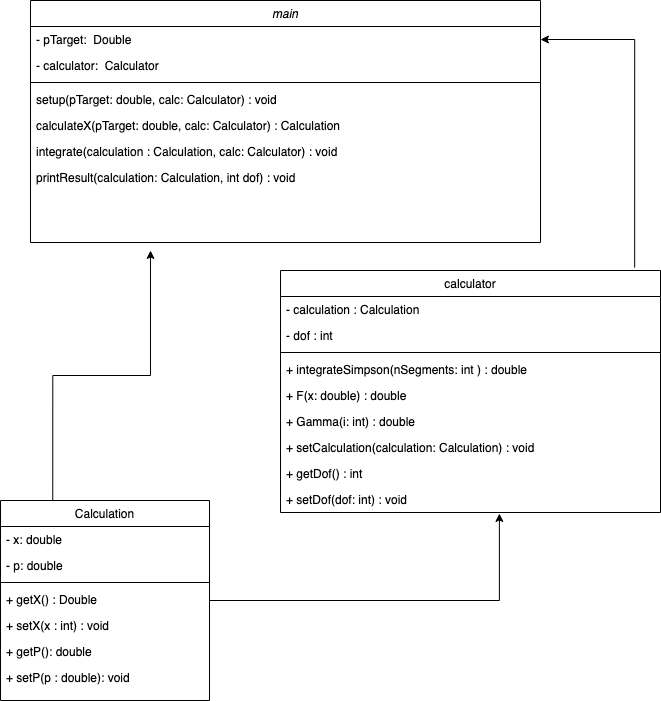 main
- pTarget:  Double
- calculator:  Calculator
setup(pTarget: double, calc: Calculator) : void
calculateX(pTarget: double, calc: Calculator) : Calculation
integrate(calculation : Calculation, calc: Calculator) : void
printResult(calculation: Calculation, int dof) : void
calculator
- calculation : Calculation
- dof : int
+ integrateSimpson(nSegments: int ) : double
+ F(x: double) : double
+ Gamma(i: int) : double
+ setCalculation(calculation: Calculation) : void
+ getDof() : int
+ setDof(dof: int) : void
Calculation
- x: double
- p: double
+ getX() : Double
+ setX(x : int) : void
+ getP(): double
+ setP(p : double): void